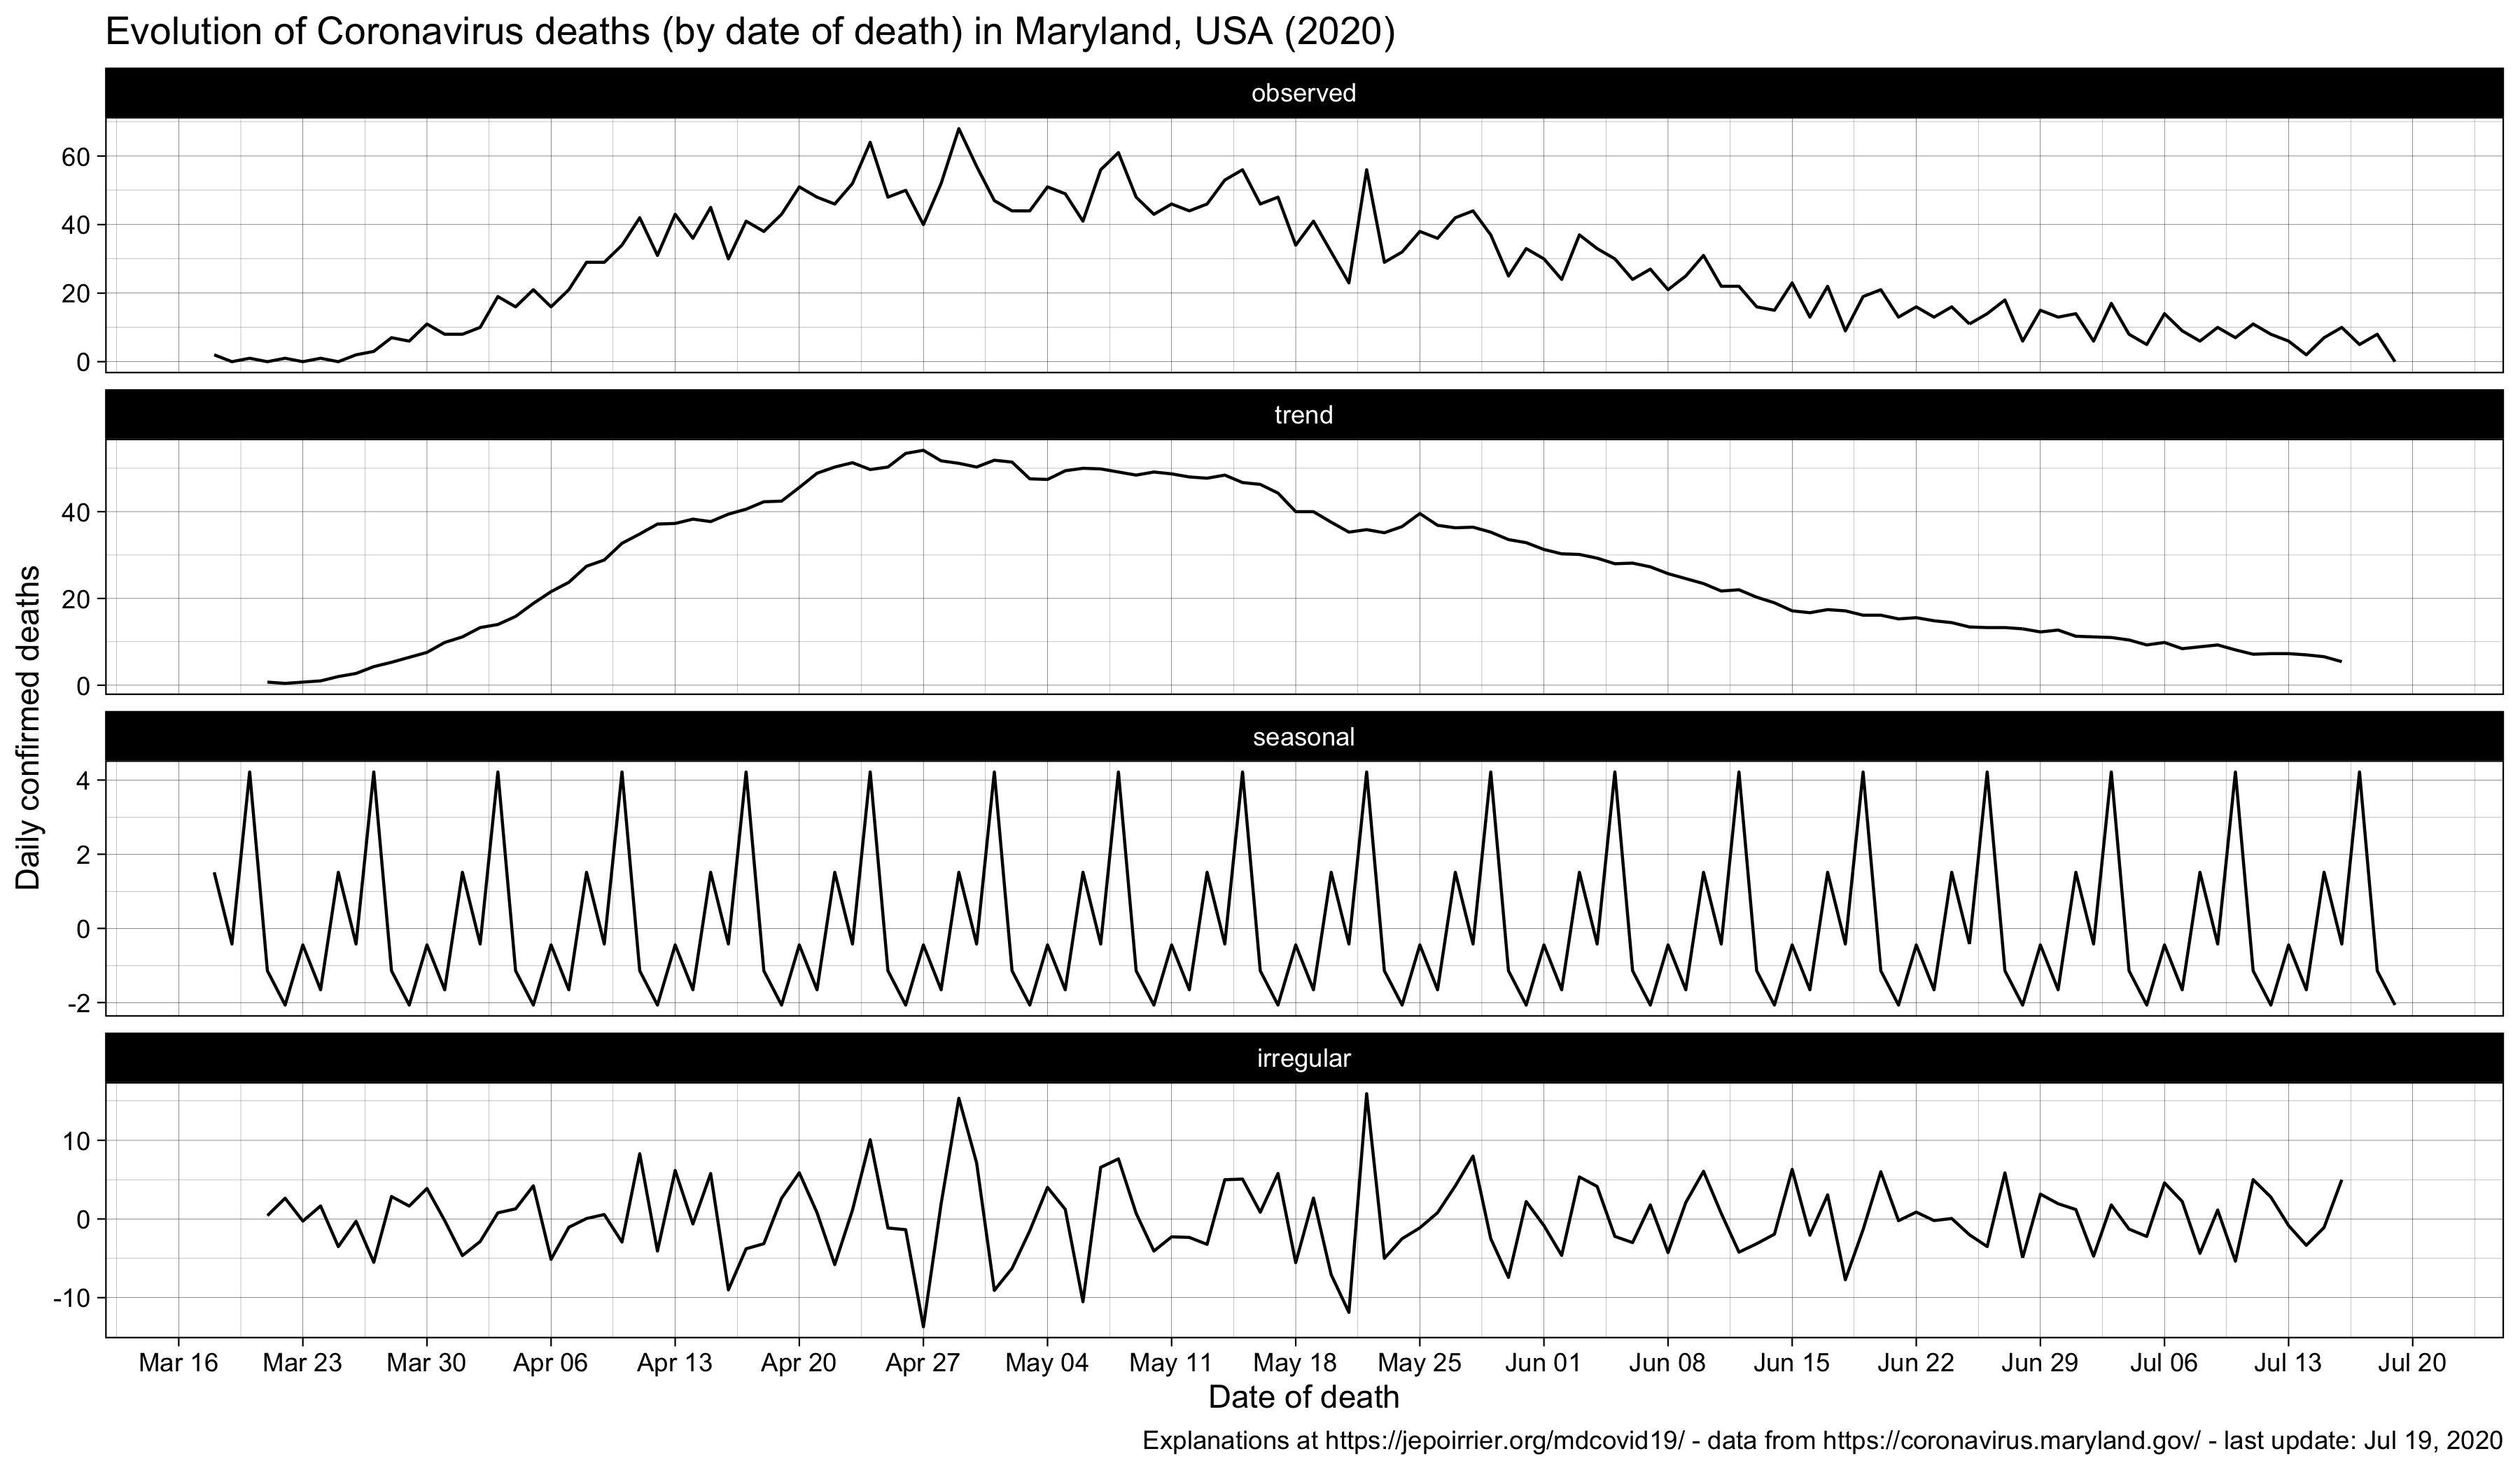 Evolution of Coronavirus deaths (by date of death) in Maryland, USA (2020)
Daily confirmed deaths
observed
60
40
20
0
trend
40
20
0
seasonal
4
2
0
-2
irregular
10
0
-10
Mar 16 Mar 23 Mar 30 Apr 06 Apr 13 Apr 20 Apr 27 May 04 May 11 May 18 May 25 Jun 01 Jun 08 Jun 15 Jun 22 Jun 29 Jul 06 Jul 13 Jul 20
Date of death
Explanations at https://jepoirrier.org/mdcovid19/ - data from https://coronavirus.maryland.gov/ - last update: Jul 19, 2020